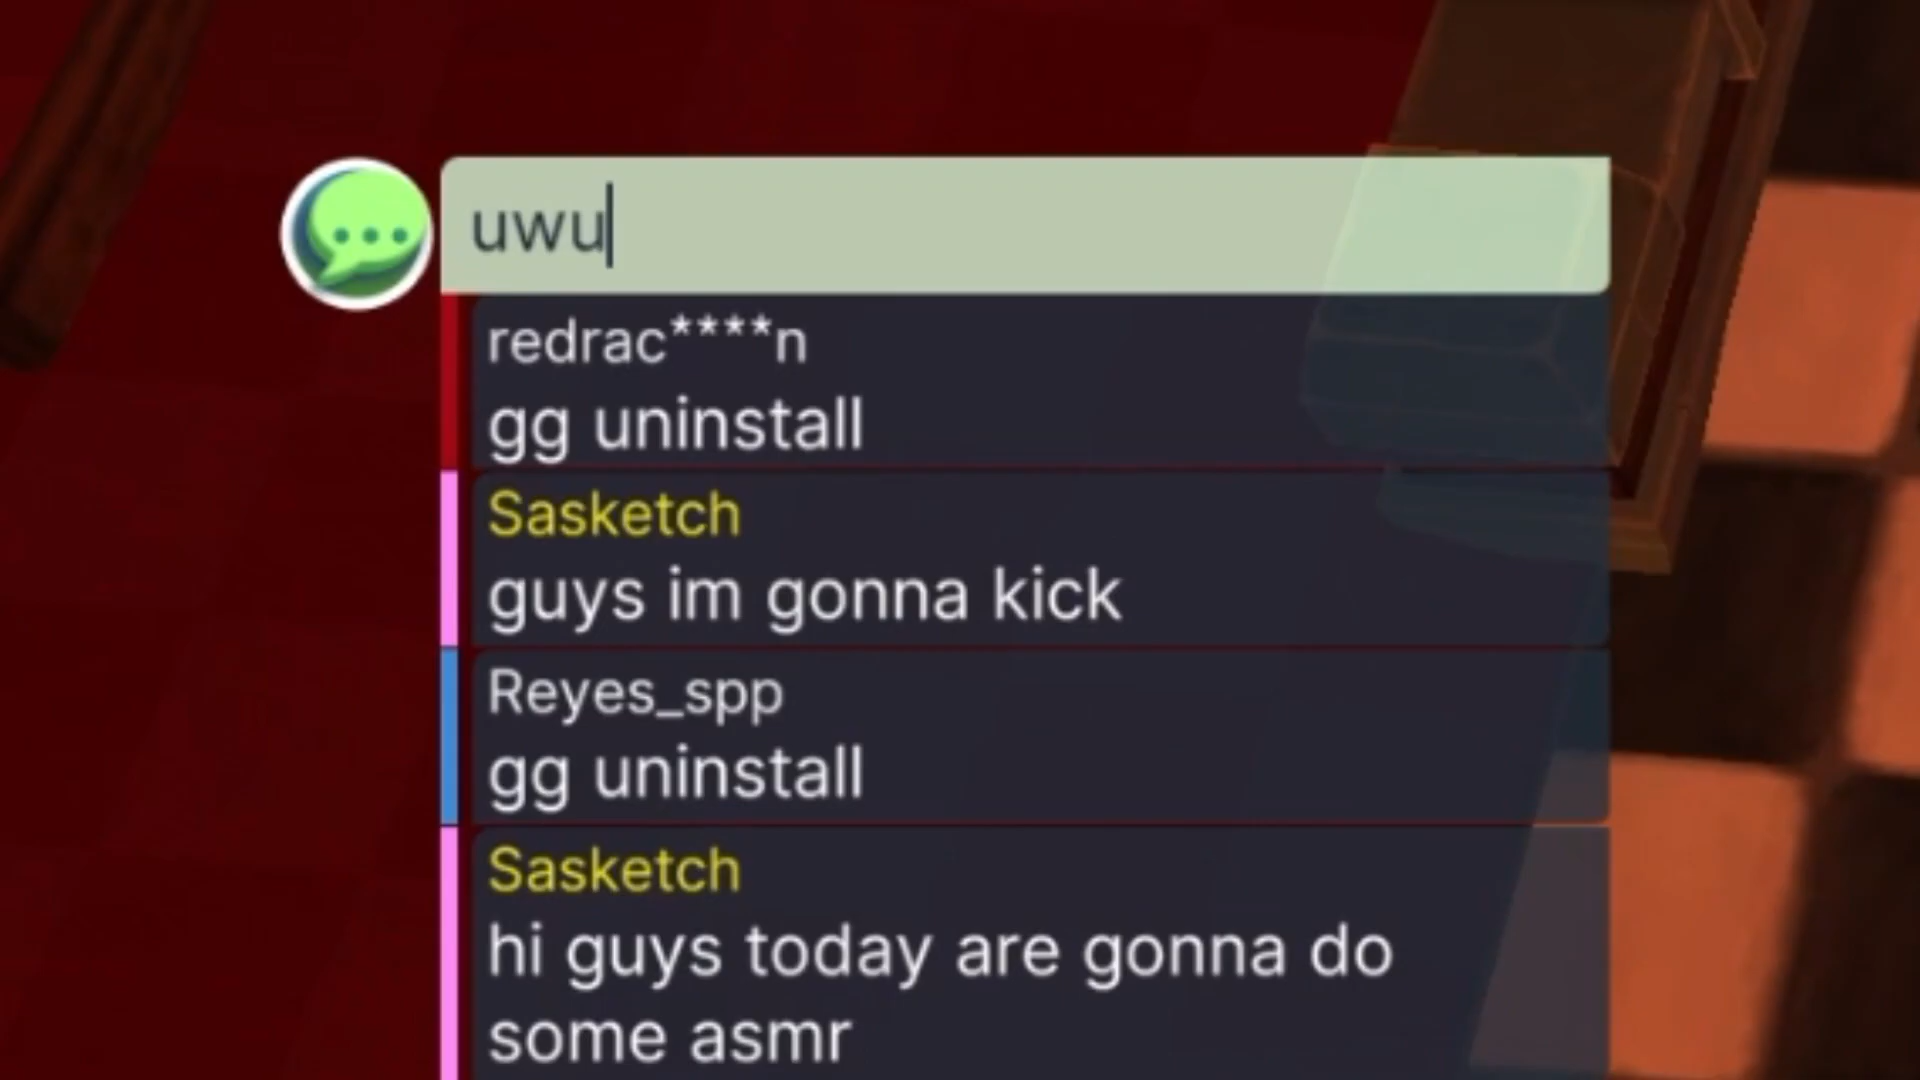 uwu
redrac****n
gg uninstall
Sasketch
guys im gonna kick
Reyes_spp
gg uninstall
Sasketch
hi guys today are gonna do
some asmr